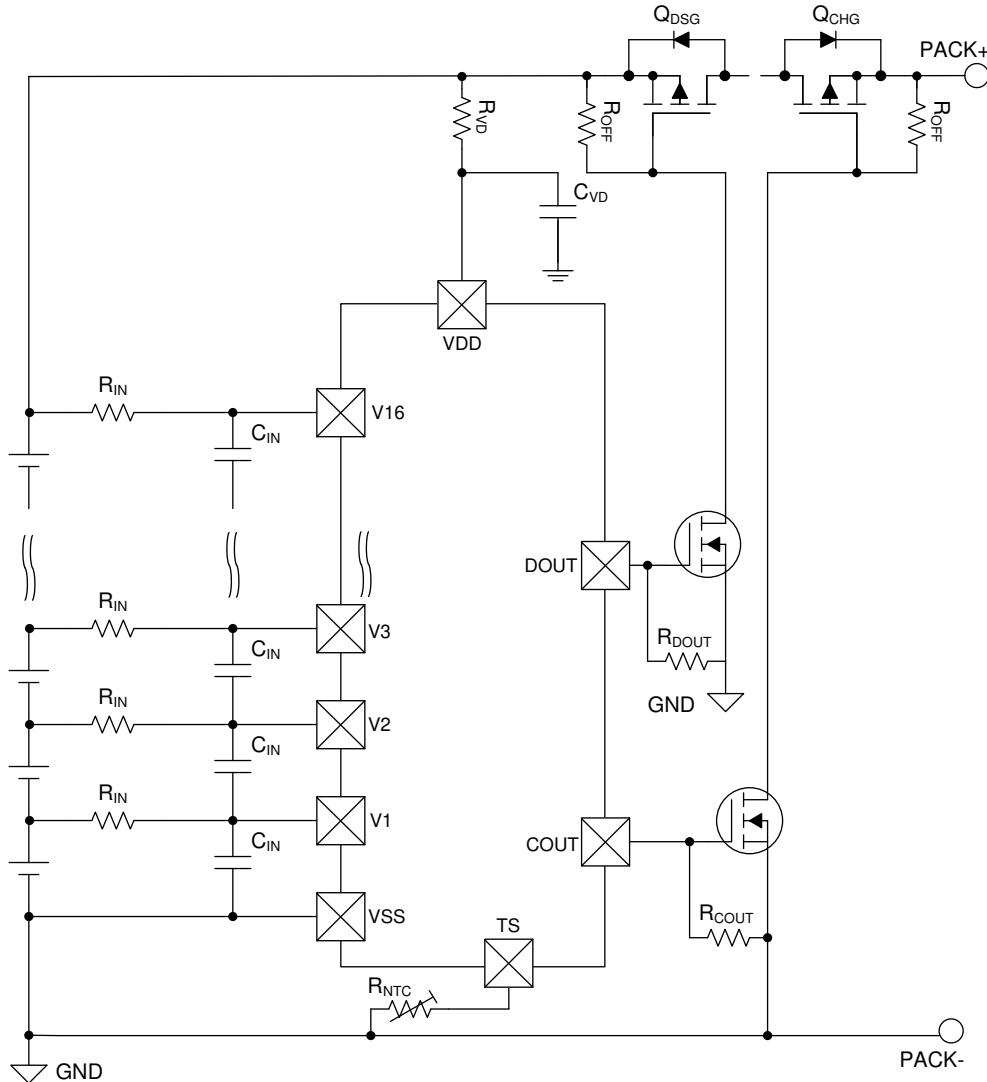 QDSG
QCHG
PACK+
RVD
ROFF
ROFF
CVD
VDD
RIN
CIN
V16
DOUT
RIN
V3
CIN
RDOUT
RIN
V2
GND
CIN
RIN
V1
COUT
CIN
VSS
TS
RCOUT
RNTC
GND
PACK-